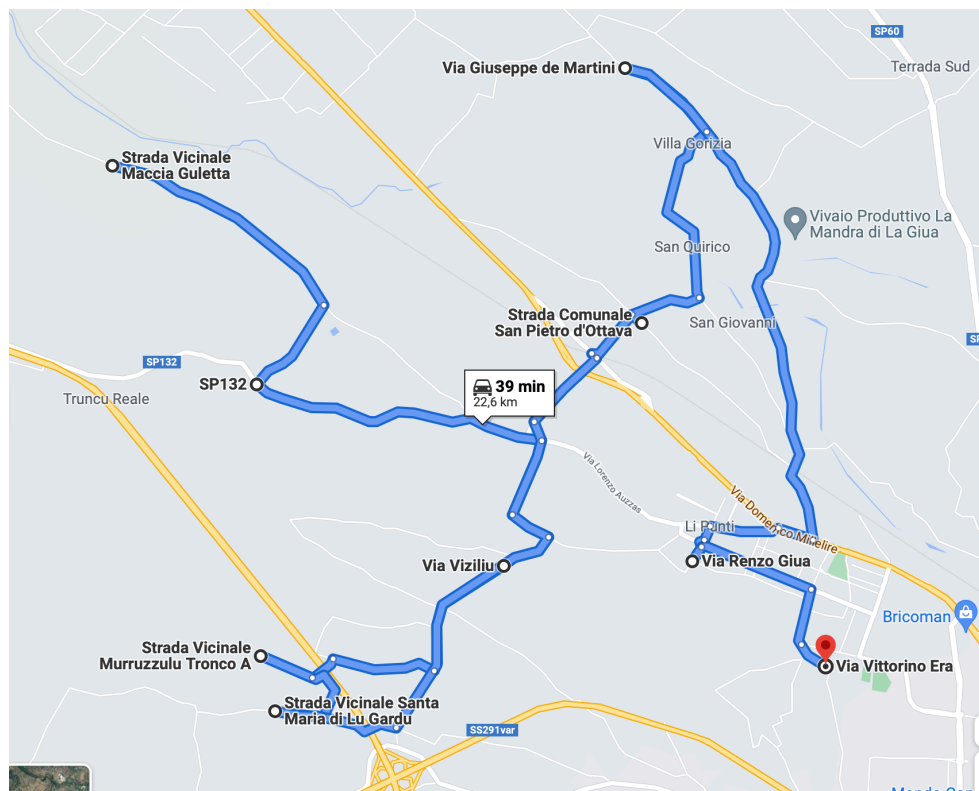 SP60
Via Giuseppe de Martini
Terrada Sud
Villa Gorizia
Strada Vicinale
Maccia Guletta
Vivaio Produttivo La
Mandra di La Giua
San Quirico
Strada Comunale
San Pietro d'Ottava
San Giovanni
SP132
SP132
39 min
22,6 km
Truncu Reale
Via Lorenzo Auzzas
Via Domenico Millelire
Li Punti
Via Viziliu
Via Renzo Giua
Bricoman
Strada Vicinale
Murruzzulu Tronco A
Via Vittorino Era
Strada Vicinale Santa
Maria di Lu Gardu
SS291var